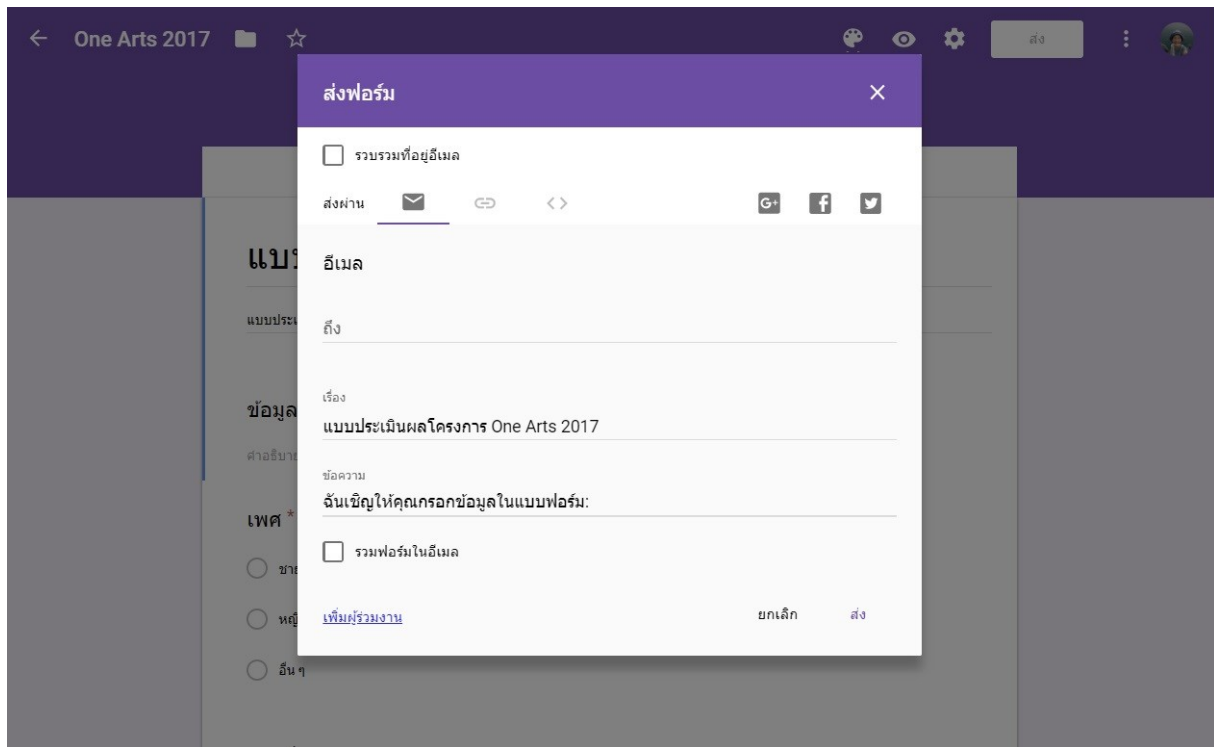 One Arts 2017
ส่ง
ส่งฟอร์ม
รวบรวมที่อยู่อีเมล
ส่งผ่าน
G+
อีเมล
แบบประเ
ถึง
ข้อมูล
เรื่อง
แบบประเมินผลโครงการ One Arts 2017
คำอธิบาย
ข้อความ
ฉันเชิญให้คุณกรอกข้อมูลในแบบฟอร์ม:
เพศ *
รวมฟอร์มในอีเมล
ชาย
หญิ
เพิ่มผู้ร่วมงาน
ยกเลิก ส่ง
อื่น ๆ